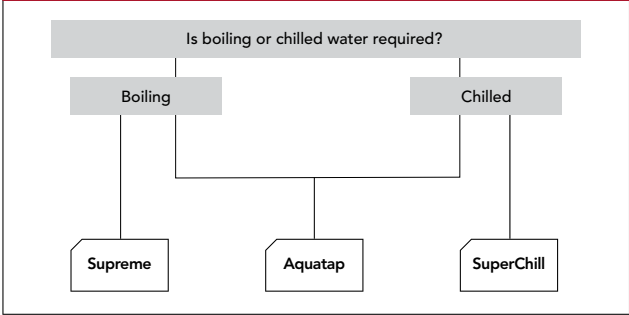 Is boiling or chilled water required?
Boiling
Chilled
Supreme
Aquatap
SuperChill